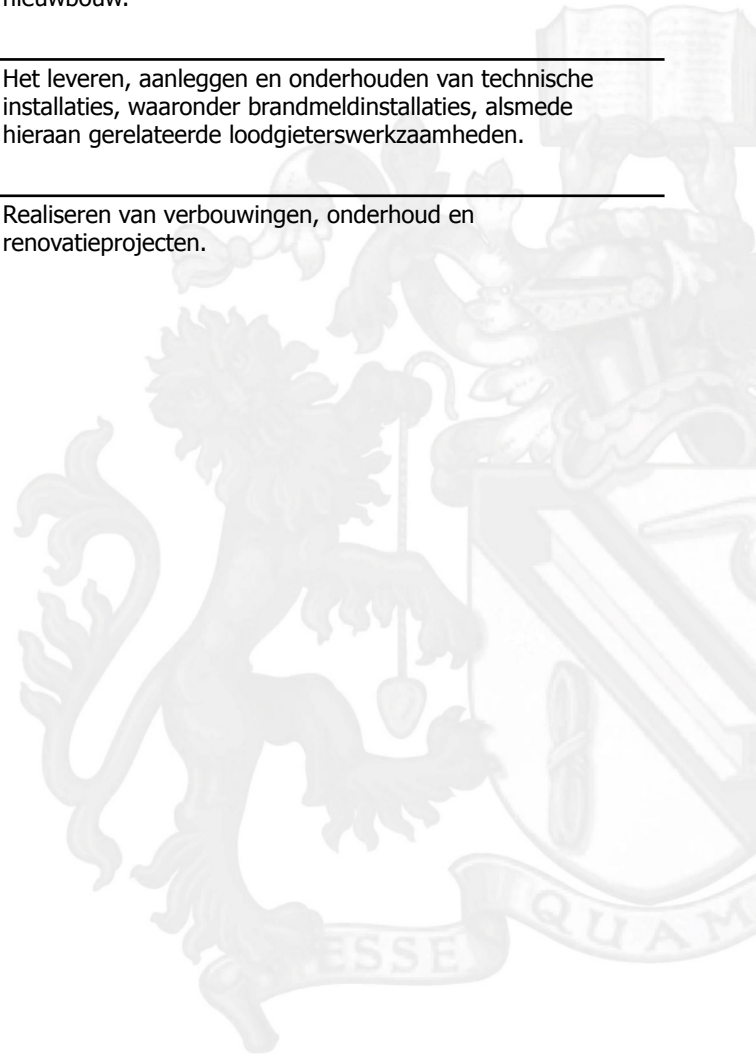 nieuwbouw.
Het leveren, aanleggen en onderhouden van technische
installaties, waaronder brandmeldinstallaties, alsmede
hieraan gerelateerde loodgieterswerkzaamheden.
Realiseren van verbouwingen, onderhoud en
renovatieprojecten.
ESSE QUAM